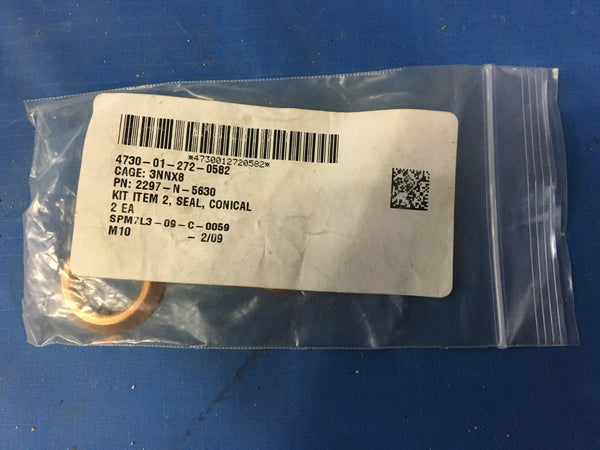 *4730012720582*
4730-01-272-0582
CAGE: 3NNX8
PN: 2297-N-5630
KIT ITEM 2, SEAL, CONICAL
2 EA
SPM7L3-09-C-0059
M10 - 2/09